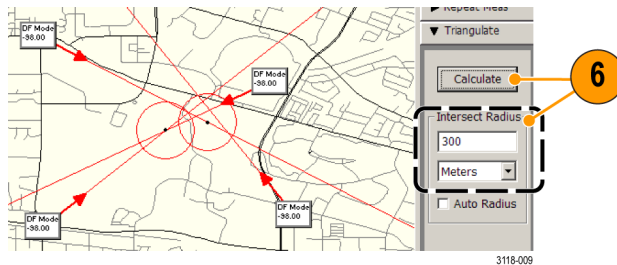 Repeat Meas
Triangulate
DF Mode
-98.00
DF Mode
-98.00
Calculate
6
Intersect Radius
300
Meters
Auto Radius
DF Mode
-98.00
DF Mode
-98.00
3118-009